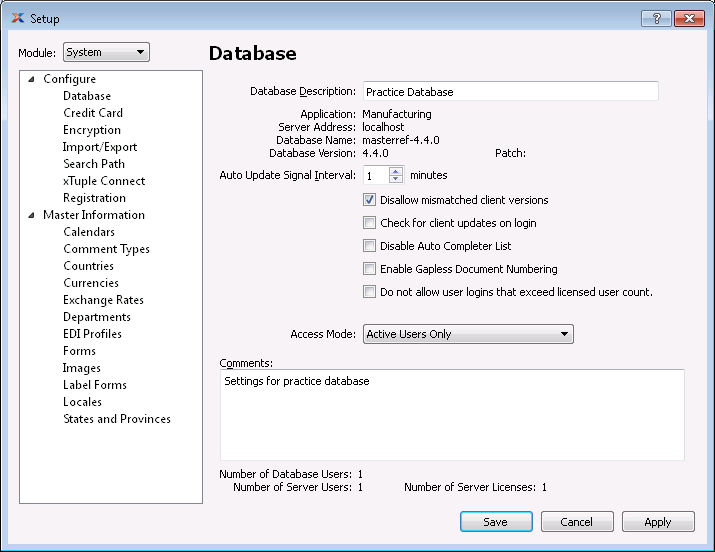 Setup
Module: System
Configure
Database
Credit Card
Encryption
Import/Export
Search Path
xTuple Connect
Registration
Master Information
Calendars
Comment Types
Countries
Currencies
Exchange Rates
Departments
EDI Profiles
Forms
Images
Label Forms
Locales
States and Provinces
Database
Database Description: Practice Database
Application: Manufacturing
Server Address: localhost
Database Name: masterref-4.4.0
Database Version: 4.4.0 Patch:
Auto Update Signal Interval: 1 minutes
Disallow mismatched client versions
Check for client updates on login
Disable Auto Completer List
Enable Gapless Document Numbering
Do not allow user logins that exceed licensed user count.
Access Mode: Active Users Only
Comments:
Settings for practice database
Number of Database Users: 1
Number of Server Users: 1 Number of Server Licenses: 1
Save Cancel Apply